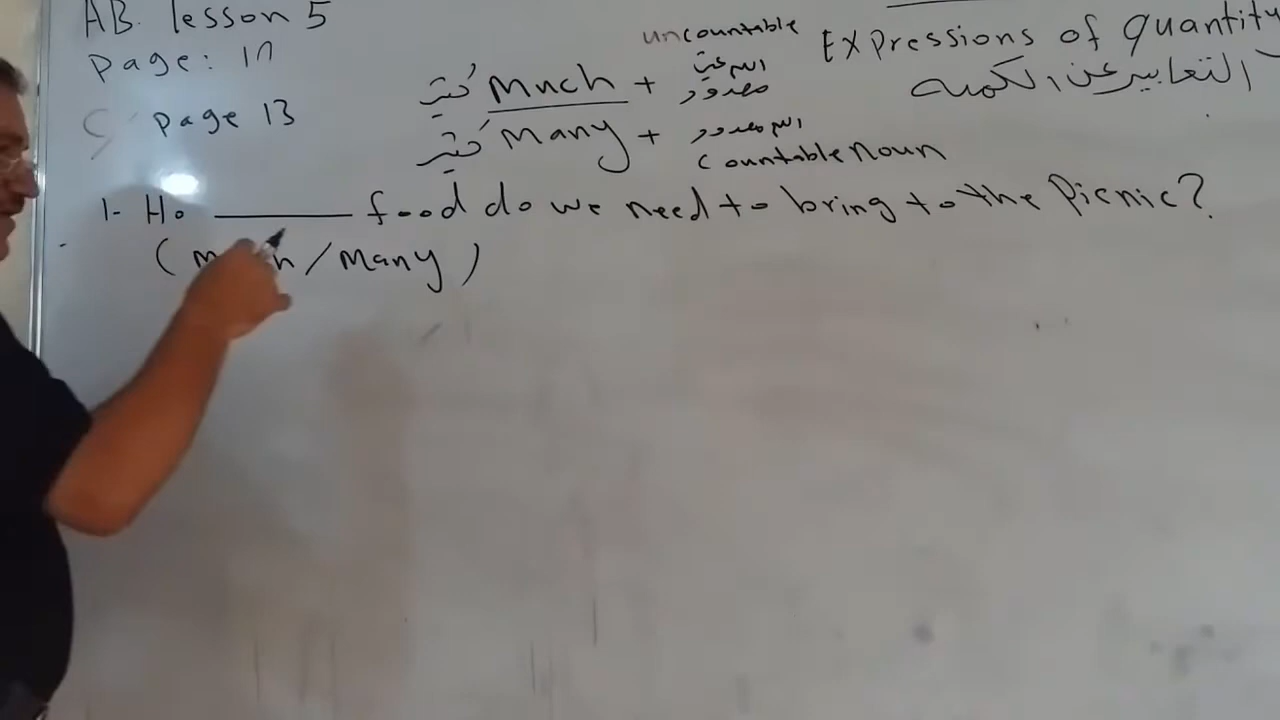 AB. lesson 5
page: 17
page 13
Expressions of quantity
التعابير عن الكمية
uncountable
اسم غير
كثير Much + معدود
كثير Many + اسم معدود
countable Noun
1- Ho ______ food do we need to bring to the picnic?
( / Many )